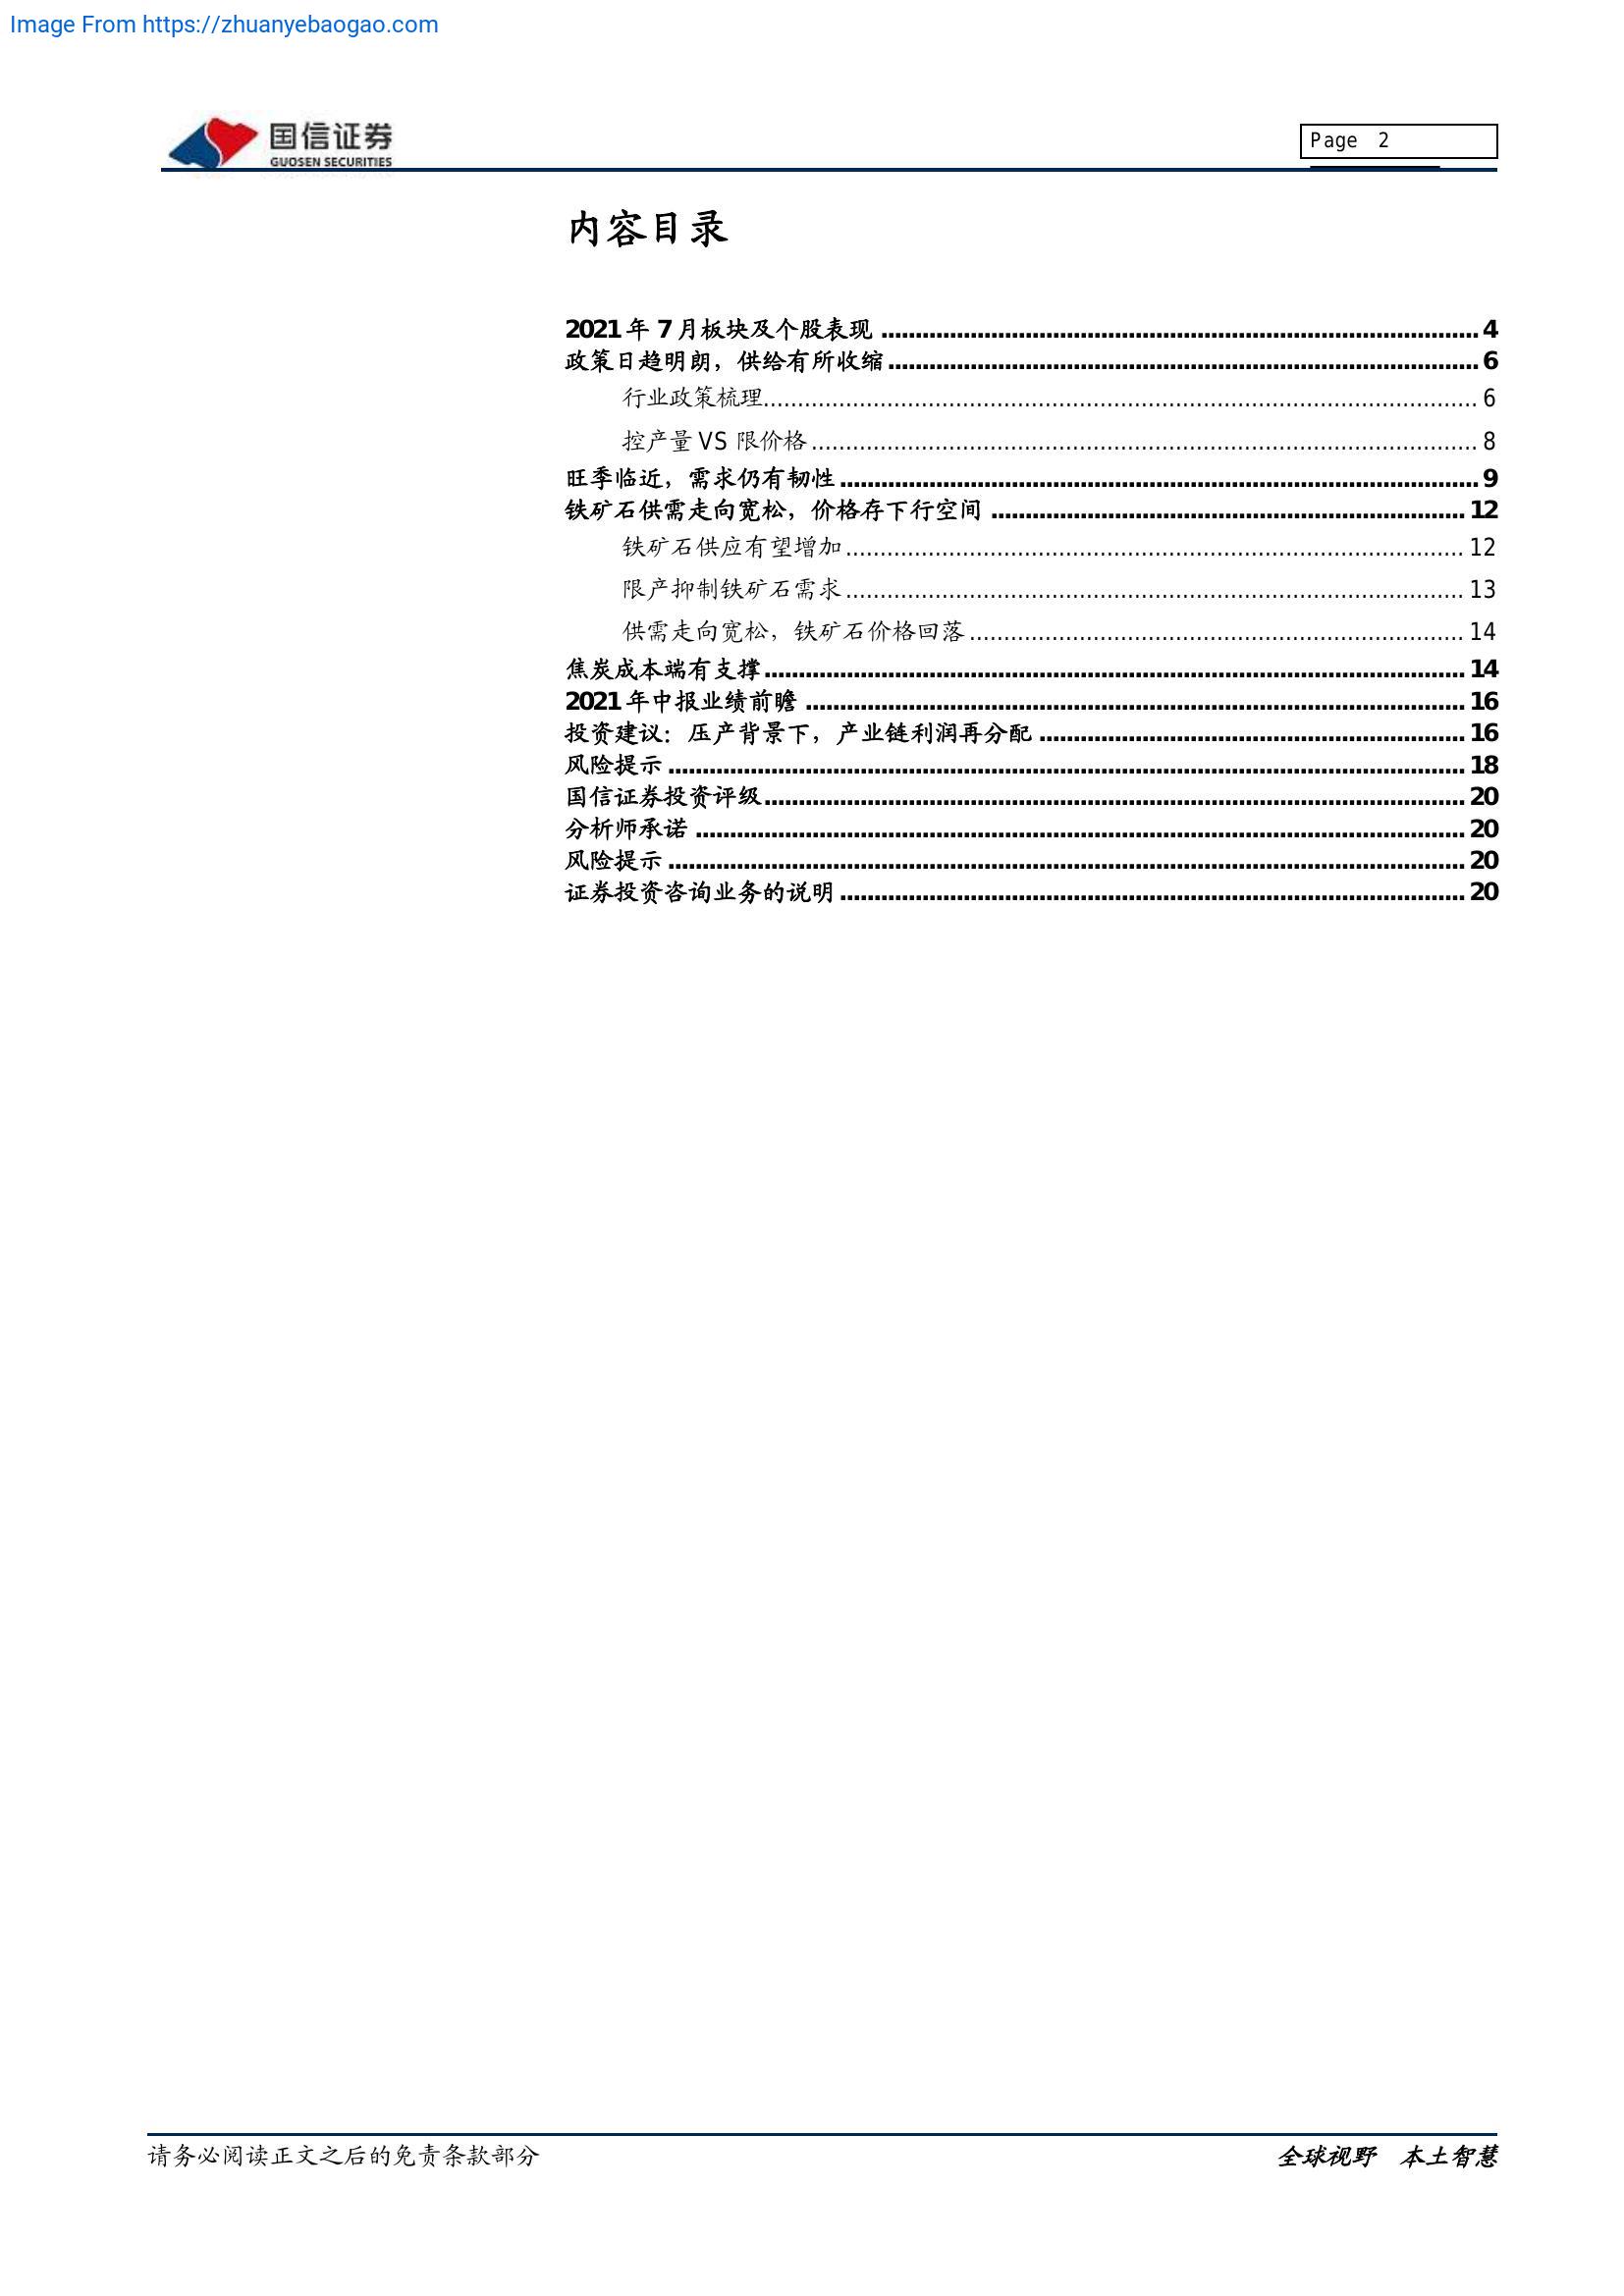 Image From https://zhuanyebaogao.com
国信证券
GUOSEN SECURITIES
Page 2
内容目录
2021 年 7 月板块及个股表现 ........................................ 4
政策日趋明朗，供给有所收缩 ........................................ 6
行业政策梳理 ........................................ 6
控产量 VS 限价格 ........................................ 8
旺季临近，需求仍有韧性 ........................................ 9
铁矿石供需走向宽松，价格存下行空间 ........................................ 12
铁矿石供应有望增加 ........................................ 12
限产抑制铁矿石需求 ........................................ 13
供需走向宽松，铁矿石价格回落 ........................................ 14
焦炭成本端有支撑 ........................................ 14
2021 年中报业绩前瞻 ........................................ 16
投资建议：压产背景下，产业链利润再分配 ........................................ 16
风险提示 ........................................ 18
国信证券投资评级 ........................................ 20
分析师承诺 ........................................ 20
风险提示 ........................................ 20
证券投资咨询业务的说明 ........................................ 20
请务必阅读正文之后的免责条款部分
全球视野 本土智慧